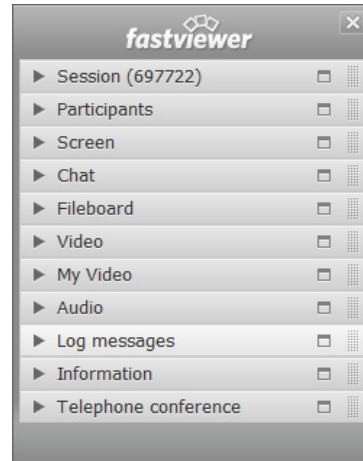 fastviewer
Session (697722)
Participants
Screen
Chat
Fileboard
Video
My Video
Audio
Log messages
Information
Telephone conference